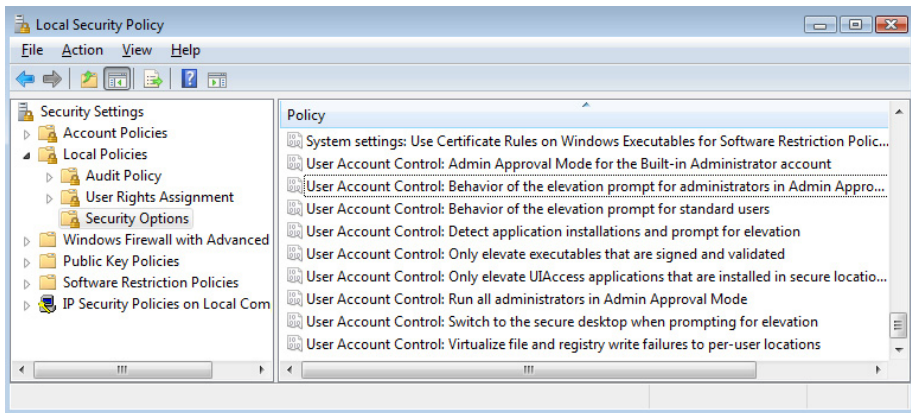 Local Security Policy
File Action View Help
Security Settings
Account Policies
Local Policies
Audit Policy
User Rights Assignment
Security Options
Windows Firewall with Advanced
Public Key Policies
Software Restriction Policies
IP Security Policies on Local Com
Policy
System settings: Use Certificate Rules on Windows Executables for Software Restriction Polic...
User Account Control: Admin Approval Mode for the Built-in Administrator account
User Account Control: Behavior of the elevation prompt for administrators in Admin Appro...
User Account Control: Behavior of the elevation prompt for standard users
User Account Control: Detect application installations and prompt for elevation
User Account Control: Only elevate executables that are signed and validated
User Account Control: Only elevate UIAccess applications that are installed in secure locatio...
User Account Control: Run all administrators in Admin Approval Mode
User Account Control: Switch to the secure desktop when prompting for elevation
User Account Control: Virtualize file and registry write failures to per-user locations